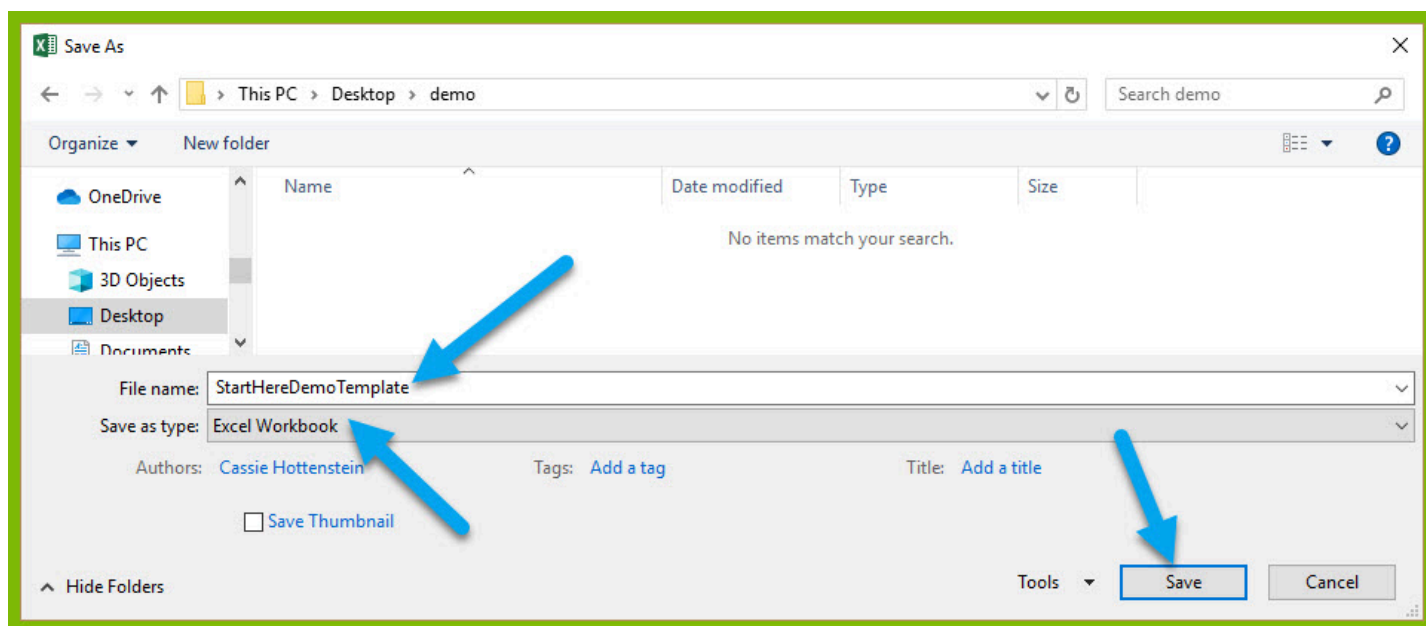 Save As
This PC > Desktop > demo
Search demo
Organize
New folder
Name
Date modified
Type
Size
OneDrive
This PC
3D Objects
Desktop
Documents
No items match your search.
File name: StartHereDemoTemplate
Save as type: Excel Workbook
Authors: Cassie Hottenstein
Tags: Add a tag
Title: Add a title
Save Thumbnail
Hide Folders
Tools
Save
Cancel